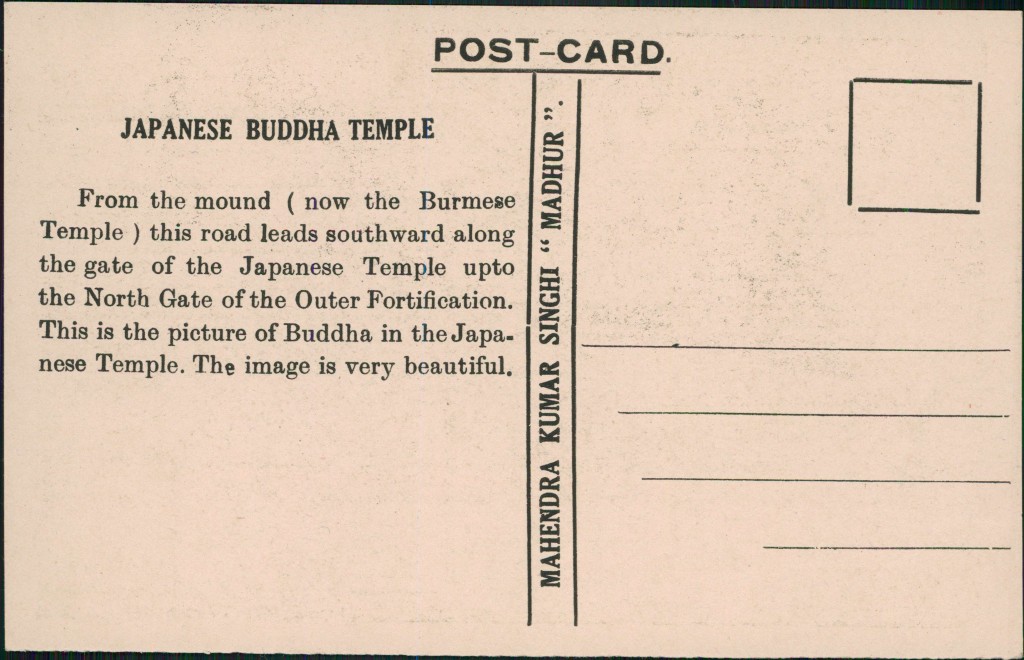 POST-CARD.
JAPANESE BUDDHA TEMPLE
From the mound ( now the Burmese
Temple ) this road leads southward along
the gate of the Japanese Temple upto
the North Gate of the Outer Fortification.
This is the picture of Buddha in the Japa-
nese Temple. The image is very beautiful.
MAHENDRA KUMAR SINGHI “ MADHUR ”.